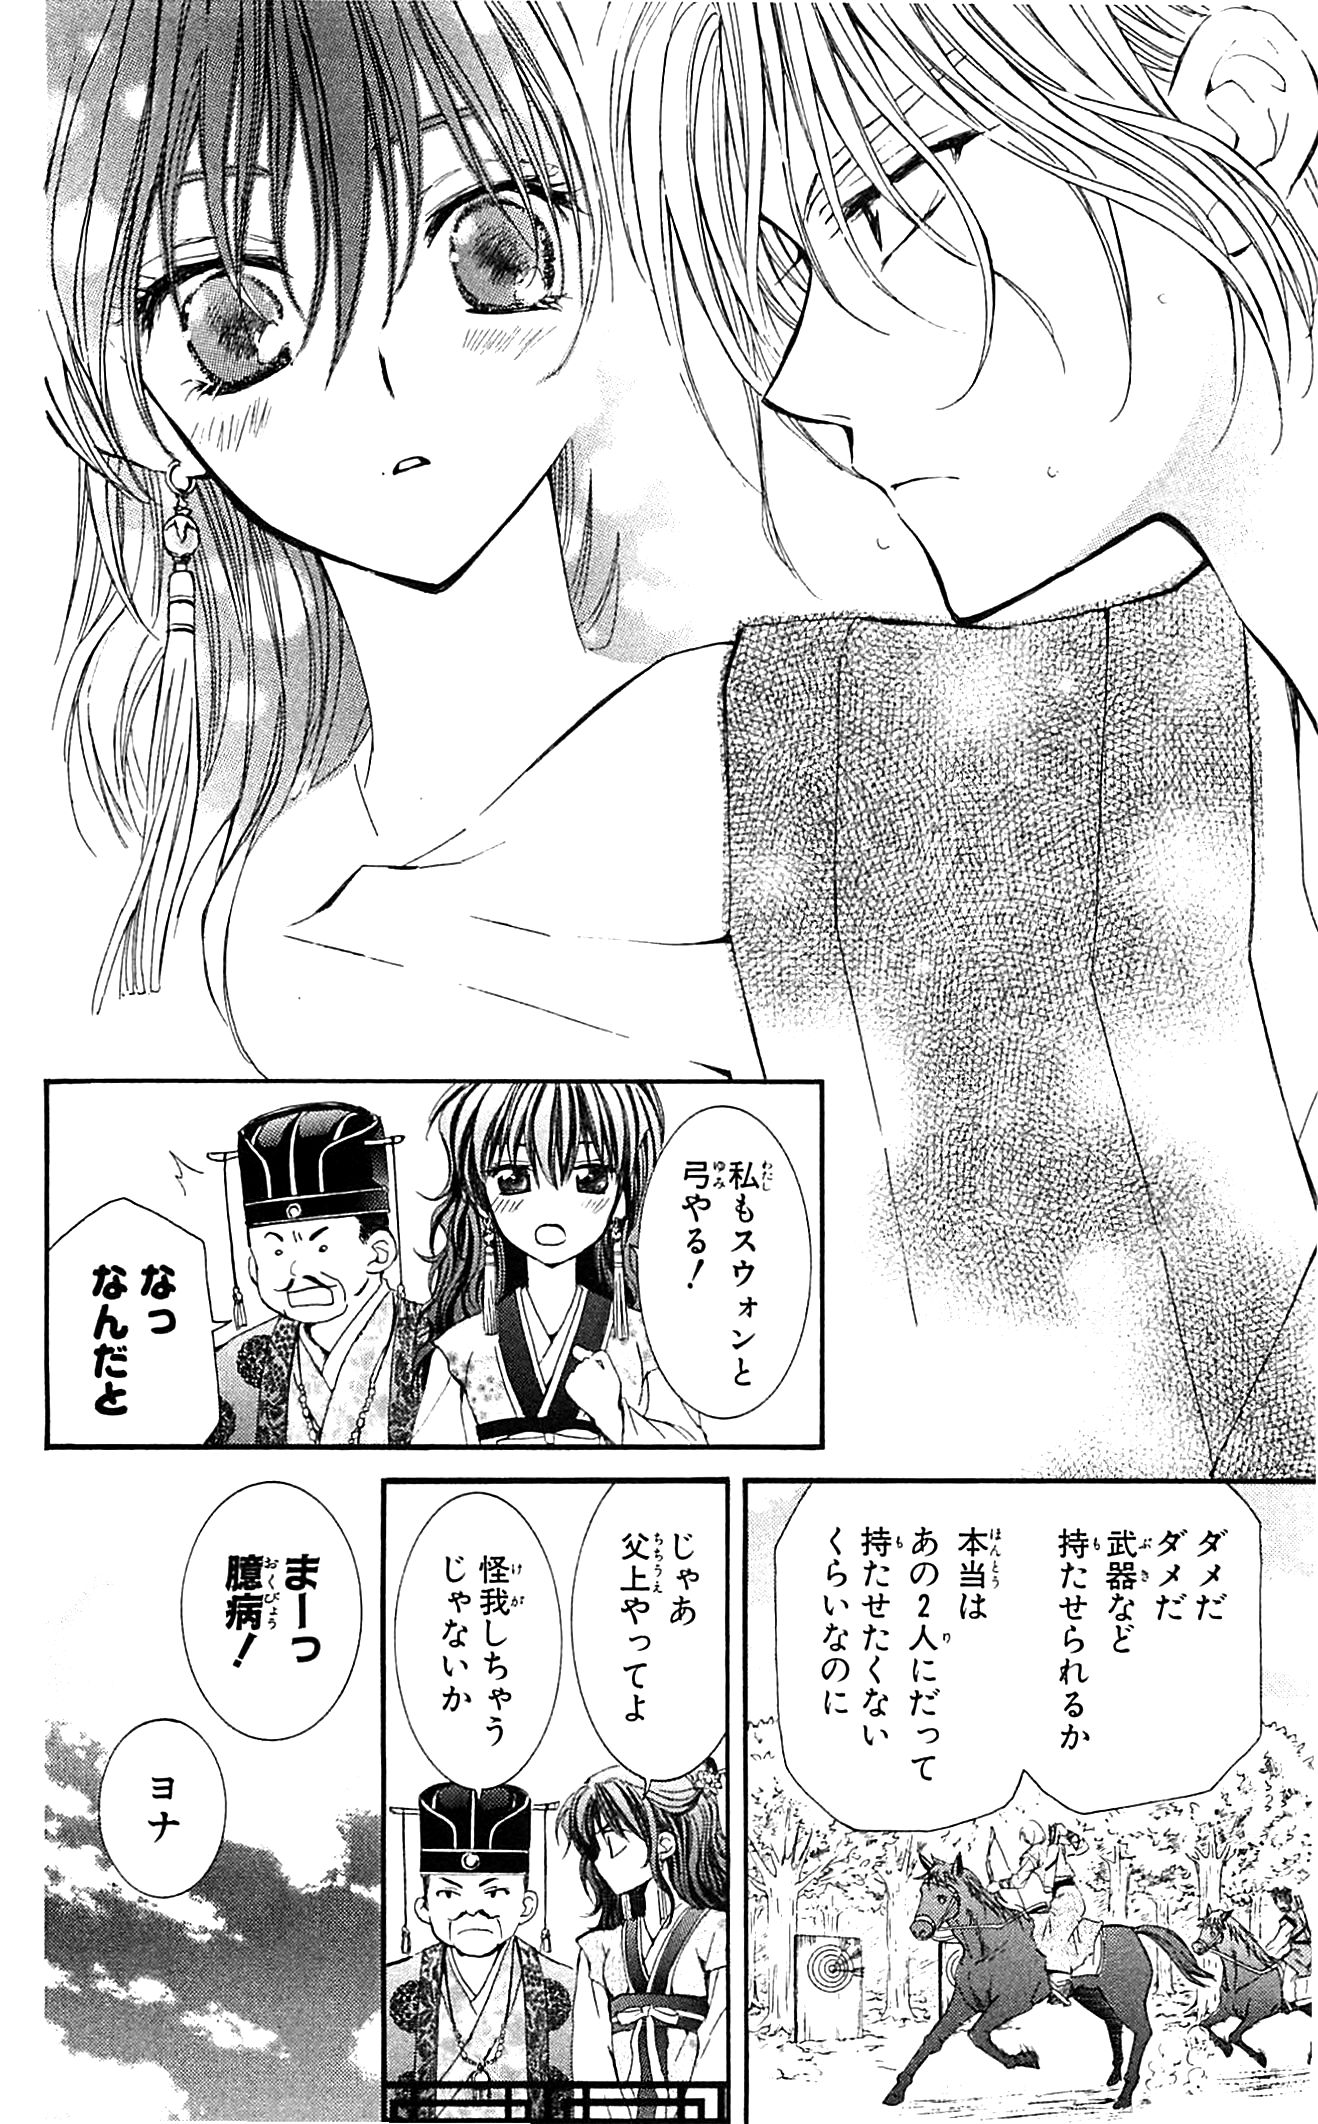 私もスウォンと
弓やる!
なっ
なんだと
ダメだ
ダメだ
武器など
持たせられるか
本当は
あの2人にだって
持たせたくない
くらいなのに
じゃあ
父上やってよ
怪我しちゃう
じゃないか
まーっ
臆病!
ヨナ